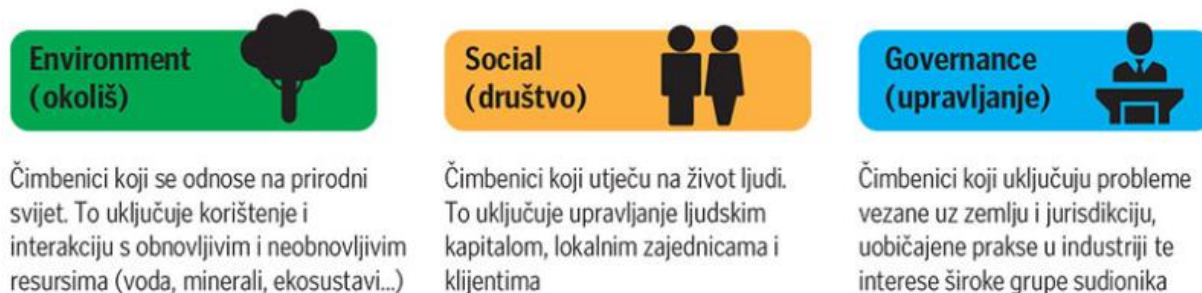 Environment
(okoliš)
Čimbenici koji se odnose na prirodni
svijet. To uključuje korištenje i
interakciju s obnovljivim i neobnovljivim
resursima (voda, minerali, ekosustavi...)
Social
(društvo)
Čimbenici koji utječu na život ljudi.
To uključuje upravljanje ljudskim
kapitalom, lokalnim zajednicama i
klijentima
Governance
(upravljanje)
Čimbenici koji uključuju probleme
vezane uz zemlju i jurisdikciju,
uobičajene prakse u industriji te
interese široke grupe sudionika